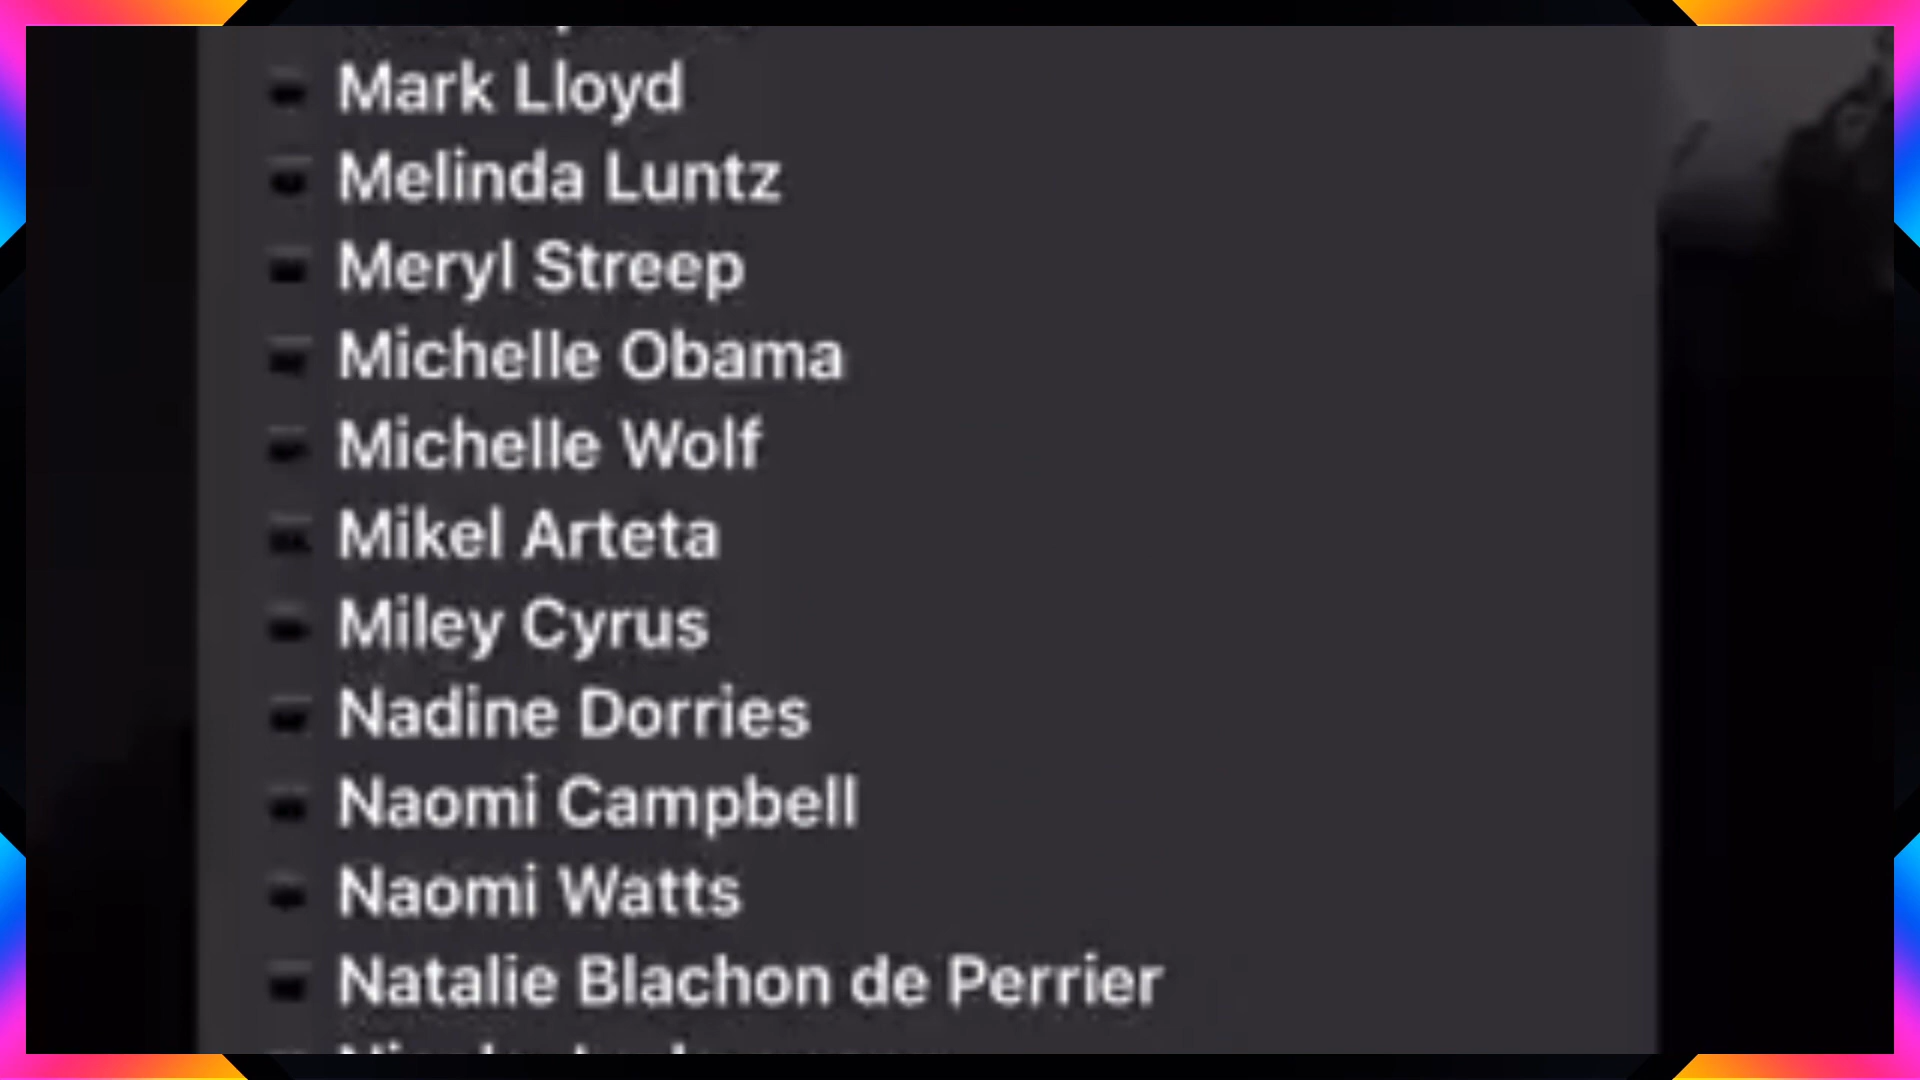 Mark Lloyd
Melinda Luntz
Meryl Streep
Michelle Obama
Michelle Wolf
Mikel Arteta
Miley Cyrus
Nadine Dorries
Naomi Campbell
Naomi Watts
Natalie Blachon de Perrier